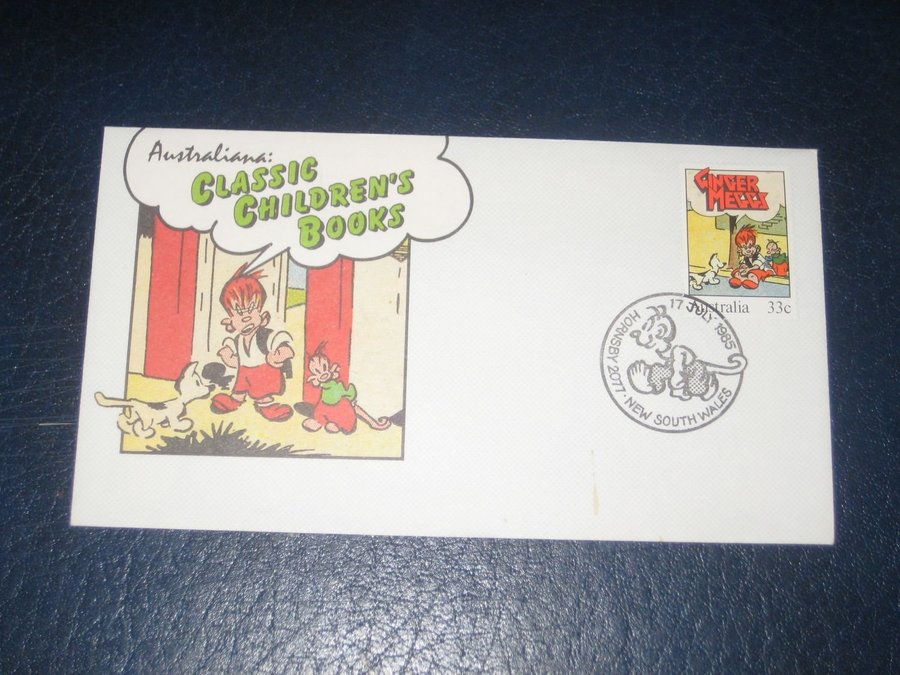 Australiana:
CLASSIC
CHILDREN'S
BOOKS
GINGER
MEGGS
Australia 33c
17 JULY 1985
HORNSBY 2077 · NEW SOUTH WALES